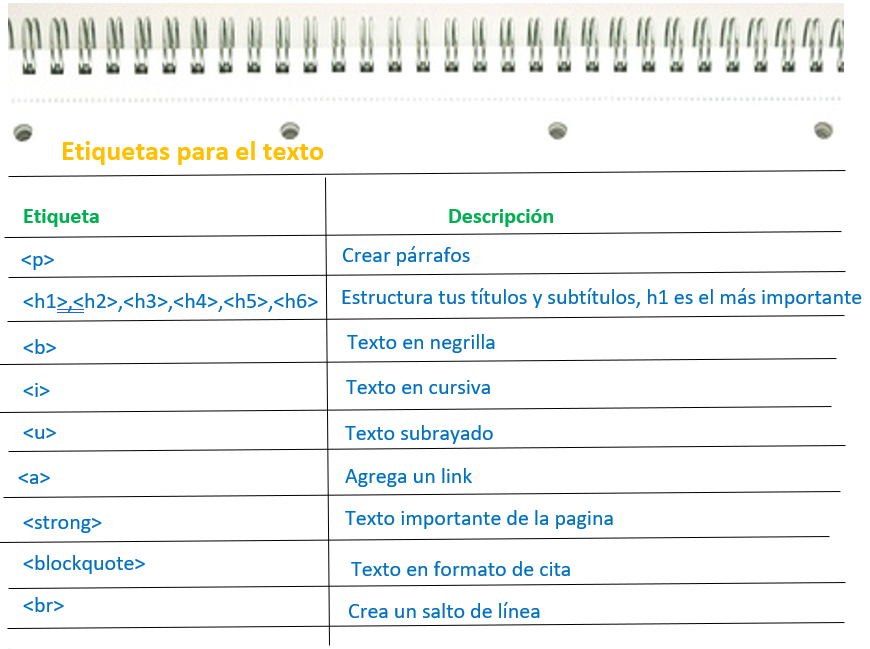 Etiquetas para el texto
Etiqueta Descripción
<p> Crear párrafos
<h1>,<h2>,<h3>,<h4>,<h5>,<h6> Estructura tus títulos y subtítulos, h1 es el más importante
<b> Texto en negrilla
<i> Texto en cursiva
<u> Texto subrayado
<a> Agrega un link
<strong> Texto importante de la pagina
<blockquote> Texto en formato de cita
<br> Crea un salto de línea